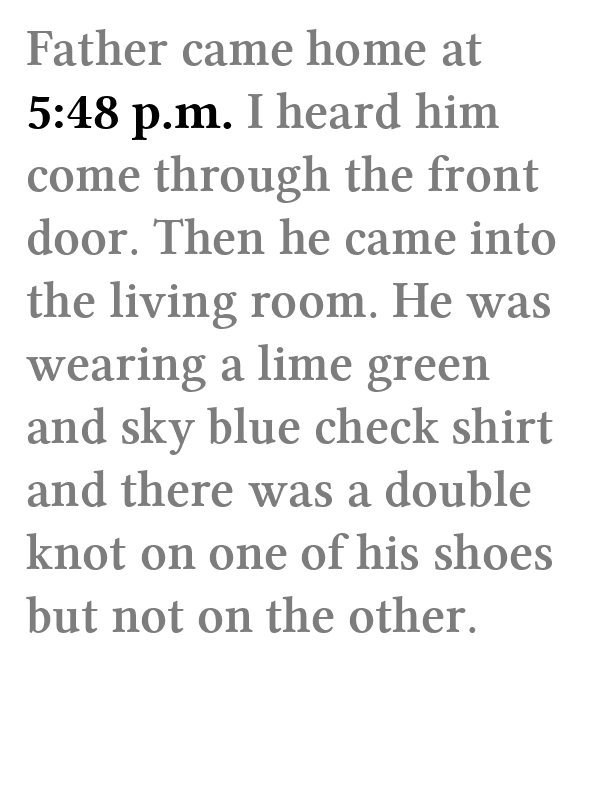 Father came home at
5:48 p.m. I heard him
come through the front
door. Then he came into
the living room. He was
wearing a lime green
and sky blue check shirt
and there was a double
knot on one of his shoes
but not on the other.